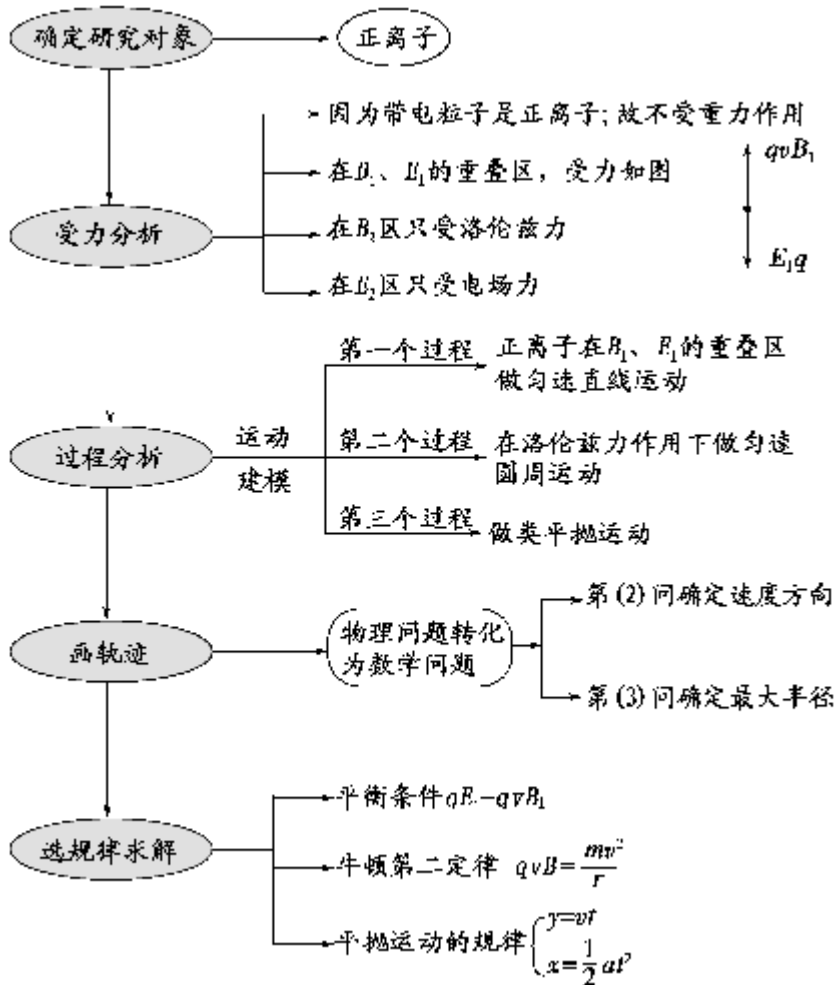 确定研究对象
正离子
因为带电粒子是正离子;故不受重力作用
在B₁、E₁的重叠区，受力如图
qvB₁
E₁q
受力分析
在B₂区只受洛伦兹力
在E₂区只受电场力
第一个过程
正离子在B₁、E₁的重叠区
做匀速直线运动
过程分析
运动
建模
第二个过程
在洛伦兹力作用下做匀速
圆周运动
第三个过程
做类平抛运动
画轨迹
物理问题转化
为数学问题
第(2)问确定速度方向
第(3)问确定最大半径
选规律求解
平衡条件qE=qvB₁
牛顿第二定律 qvB=mv²/r
平抛运动的规律
y=vt
x=1/2 at²